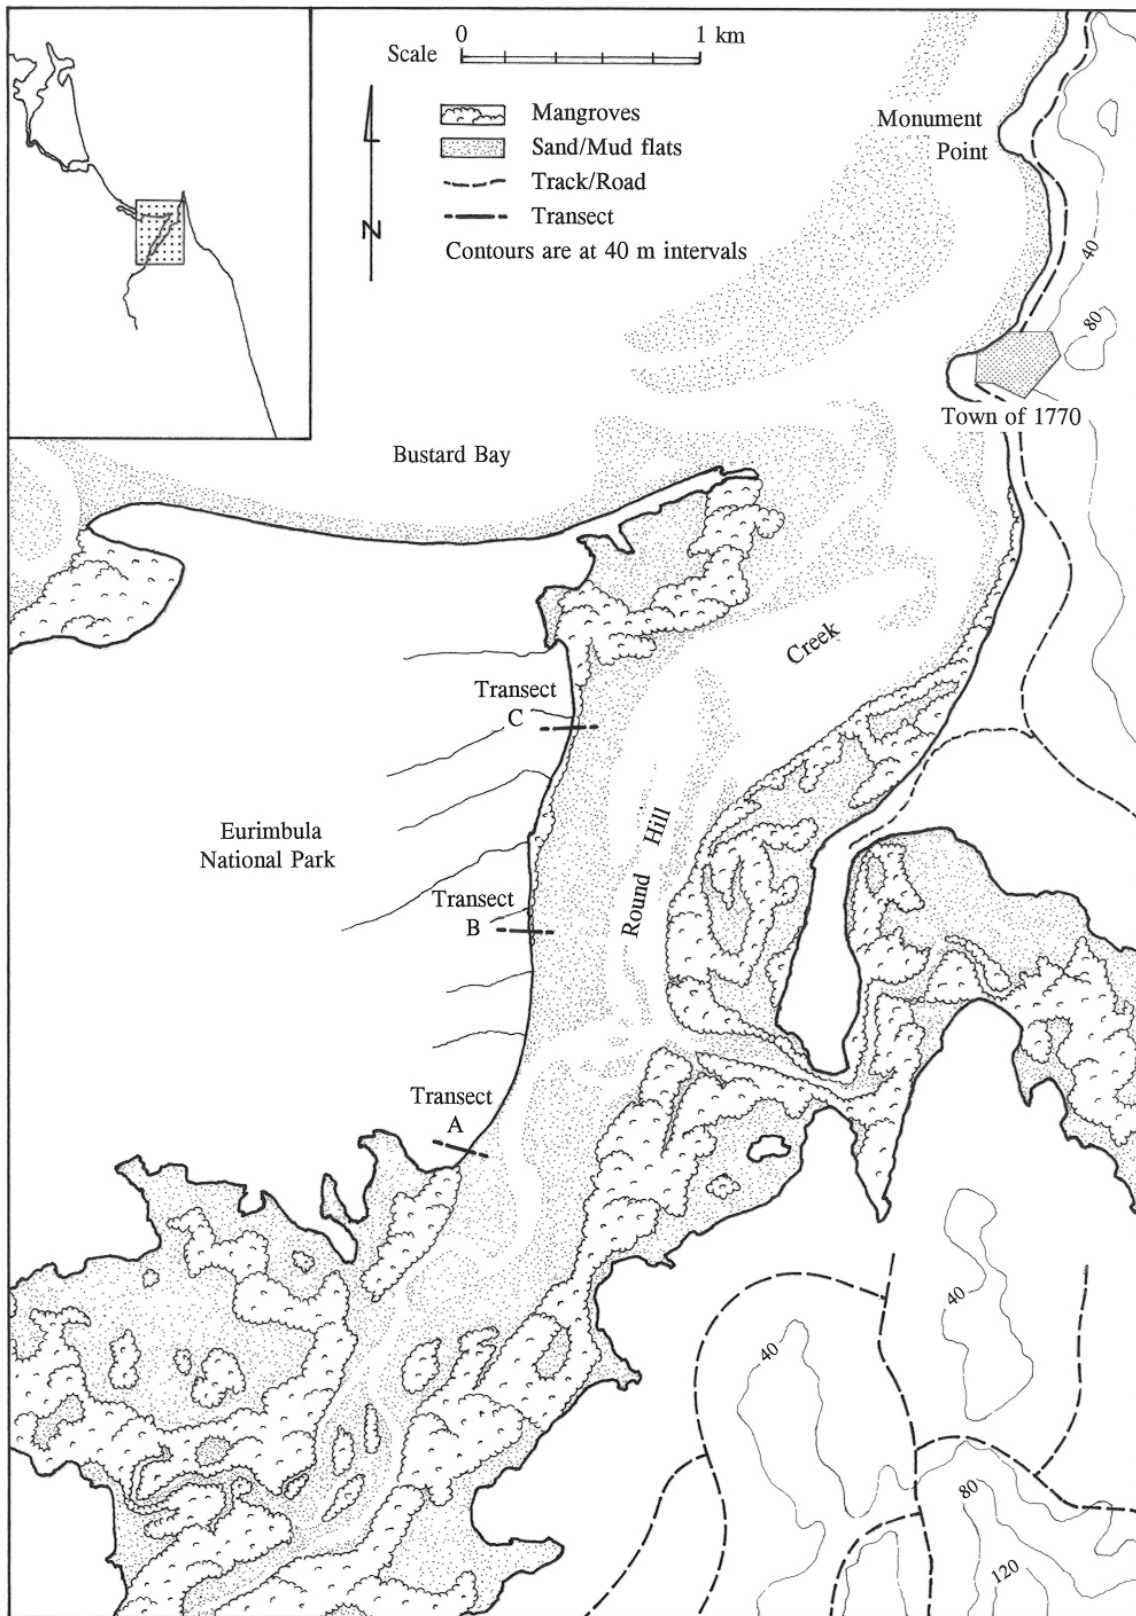 0 1 km
Scale
Mangroves
Sand/Mud flats
Track/Road
Transect
Contours are at 40 m intervals
N
Monument
Point
40
80
Town of 1770
Bustard Bay
Creek
Transect
C
Hill
Eurimbula
National Park
Round
Transect
B
Transect
A
40
40
80
120